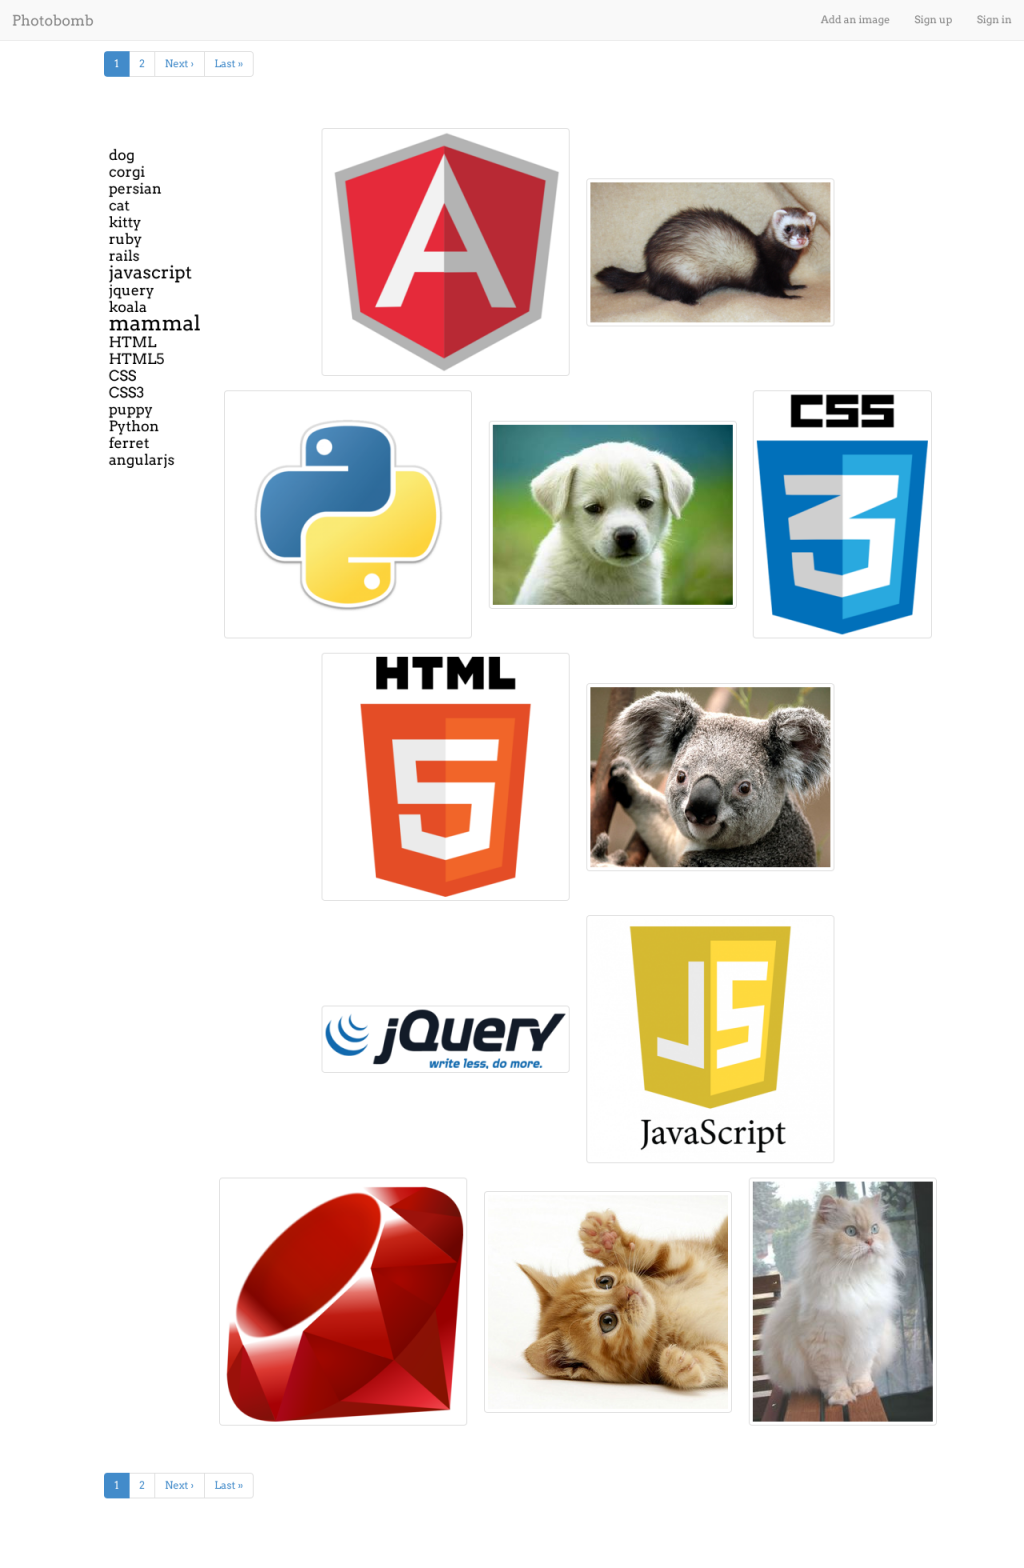 Photobomb Add an image Sign up Sign in
1 2 Next › Last »
dog
corgi
persian
cat
kitty
ruby
rails
javascript
jquery
koala
mammal
HTML
HTML5
CSS
CSS3
puppy
Python
ferret
angularjs
A
CSS
3
HTML
5
jQuery
write less, do more.
JS
JavaScript
1 2 Next › Last »